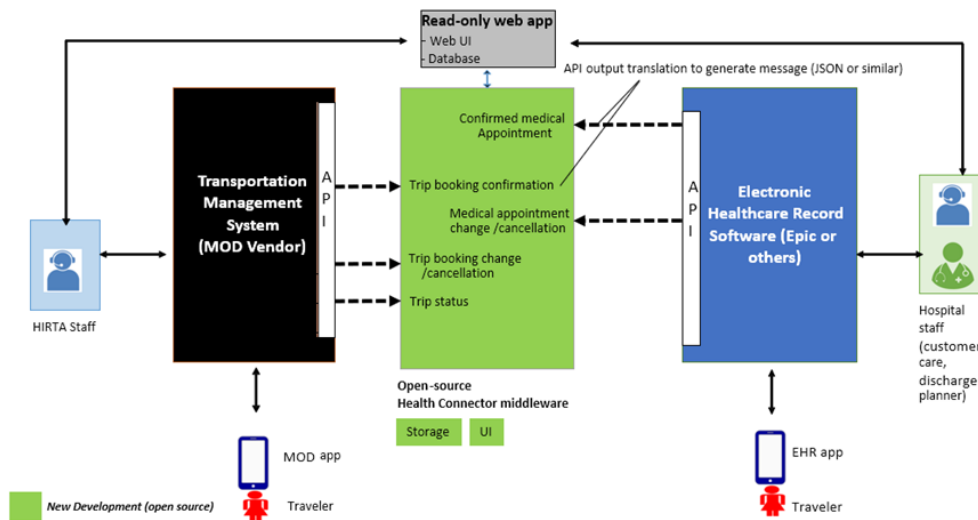 Read-only web app
- Web UI
- Database
API output translation to generate message (JSON or similar)
Confirmed medical
Appointment
Transportation
Management
System
(MOD Vendor)
A
P
I
Trip booking confirmation
Medical appointment
change /cancellation
Trip booking change
/cancellation
Trip status
A
P
I
Electronic
Healthcare Record
Software (Epic or
others)
HIRTA Staff
Hospital
staff
(customer
care,
discharge
planner)
Open-source
Health Connector middleware
Storage
UI
MOD app
Traveler
EHR app
Traveler
New Development (open source)